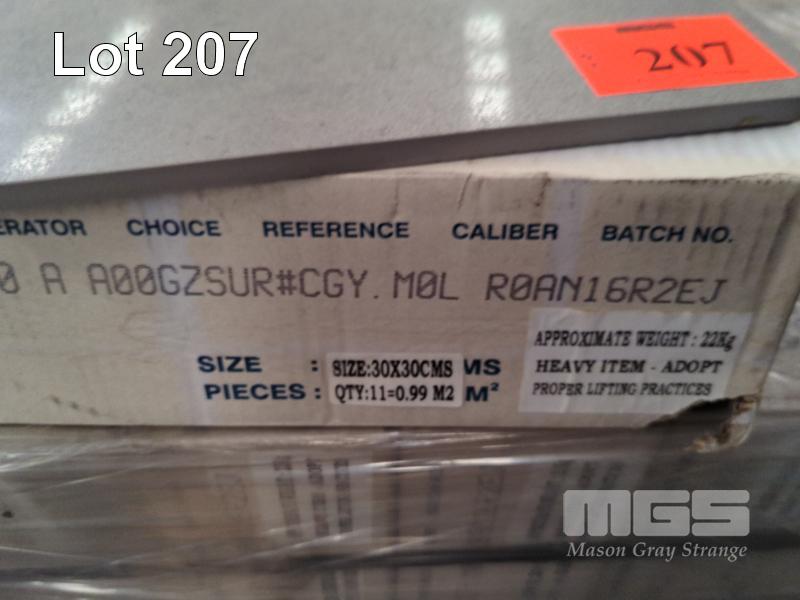 Lot 207
207
ERATOR CHOICE REFERENCE CALIBER BATCH NO.
0 A A00GZSUR#CGY.M0L R0AN16R2EJ
SIZE : SIZE:30X30CMS MS
PIECES : QTY:11=0.99 M2 M²
APPROXIMATE WEIGHT : 22Kg
HEAVY ITEM - ADOPT
PROPER LIFTING PRACTICES
MGS
Mason Gray Strange